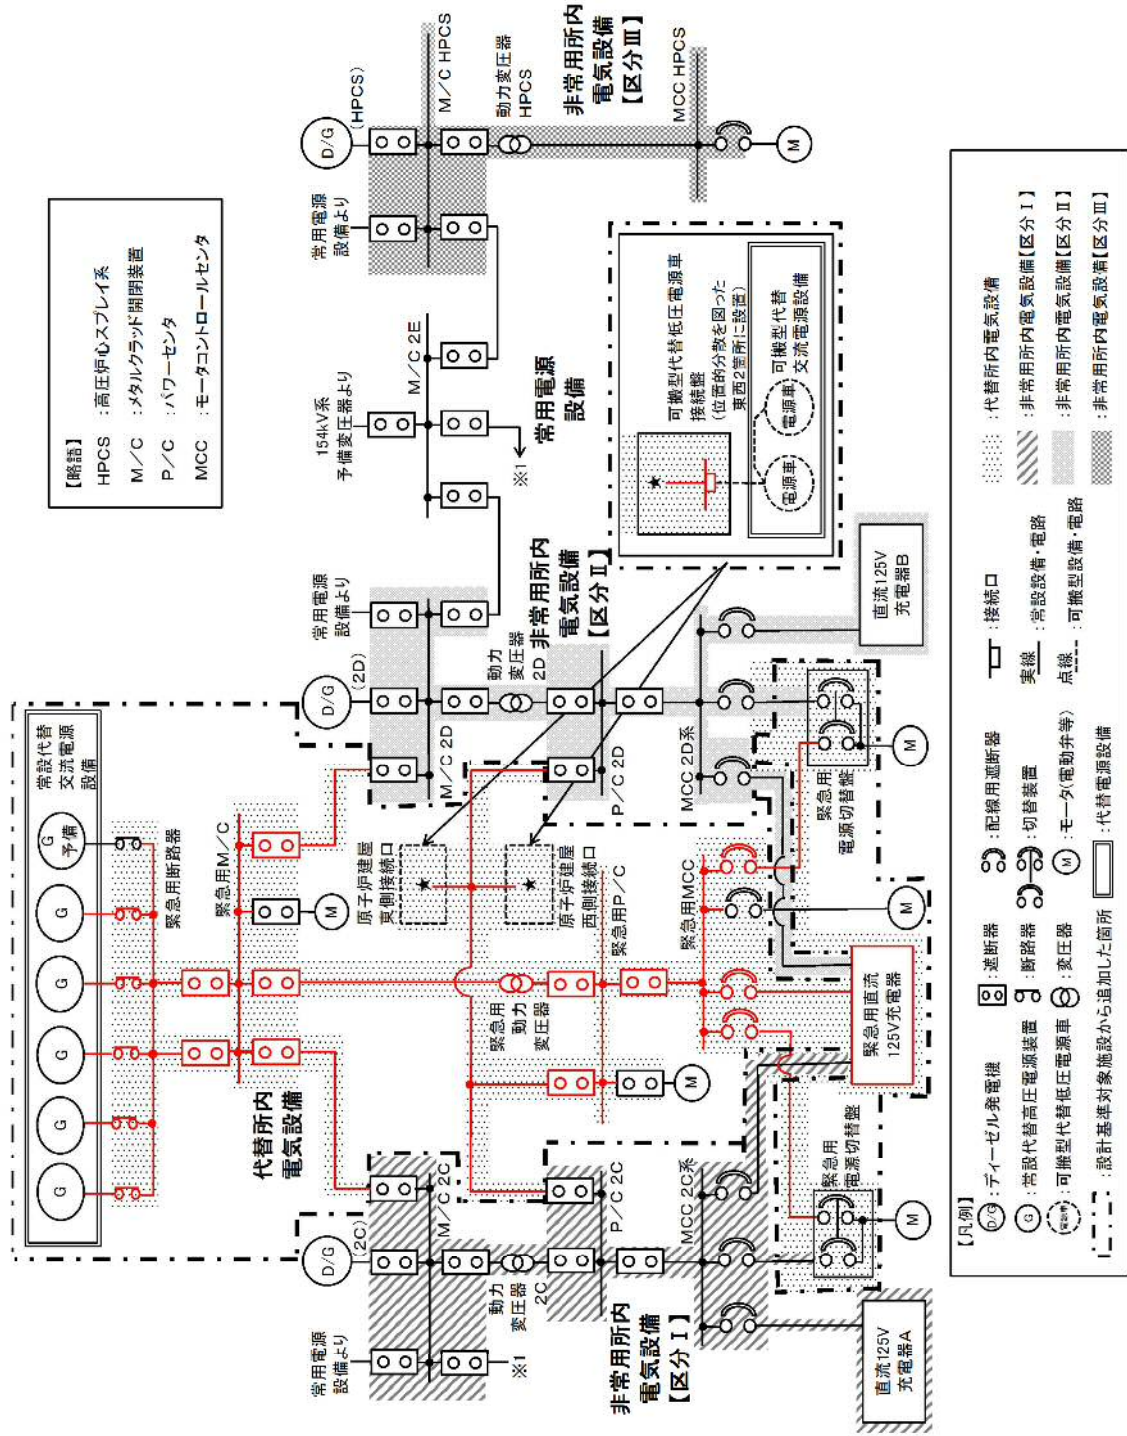 【略語】
HPCS ：高圧炉心スプレイ系
M／C ：メタルクラッド開閉装置
P／C ：パワーセンタ
MCC ：モータコントロールセンタ
常設代替
交流電源
設備
G
予備
G
G
G
G
G
緊急用断路器
緊急用M／C
M
代替所内
電気設備
D/G
(2C)
常用電源
設備より
M／C 2C
※1
動力
変圧器
2C
P／C 2C
非常用所内
電気設備
【区分Ⅰ】
MCC 2C系
緊急用
電源切替盤
M
直流125V
充電器A
原子炉建屋
東側接続口
★
原子炉建屋
西側接続口
★
緊急用
動力
変圧器
緊急用P／C
M
緊急用MCC
M
緊急用直流
125V充電器
D/G
(2D)
常用電源
設備より
M／C 2D
動力
変圧器
2D
非常用所内
電気設備
【区分Ⅱ】
P／C 2D
MCC 2D系
緊急用
電源切替盤
M
直流125V
充電器B
154kV系
予備変圧器より
M／C 2E
※1
常用電源
設備
D/G
(HPCS)
常用電源
設備より
M／C HPCS
動力変圧器
HPCS
非常用所内
電気設備
【区分Ⅲ】
MCC HPCS
M
可搬型代替低圧電源車
接続盤
(位置的分散を図った
東西2箇所に設置)
★
可搬型代替
交流電源設備
電源車
電源車
【凡例】
D/G ：ディーゼル発電機
G ：常設代替高圧電源装置
電源車 ：可搬型代替低圧電源車
：設計基準対象施設から追加した箇所
：遮断器
：断路器
：変圧器
：代替電源設備
：配線用遮断器
：切替装置
M ：モータ(電動弁等)
：接続口
実線 ：常設設備・電路
点線 ：可搬型設備・電路
：代替所内電気設備
：非常用所内電気設備【区分Ⅰ】
：非常用所内電気設備【区分Ⅱ】
：非常用所内電気設備【区分Ⅲ】